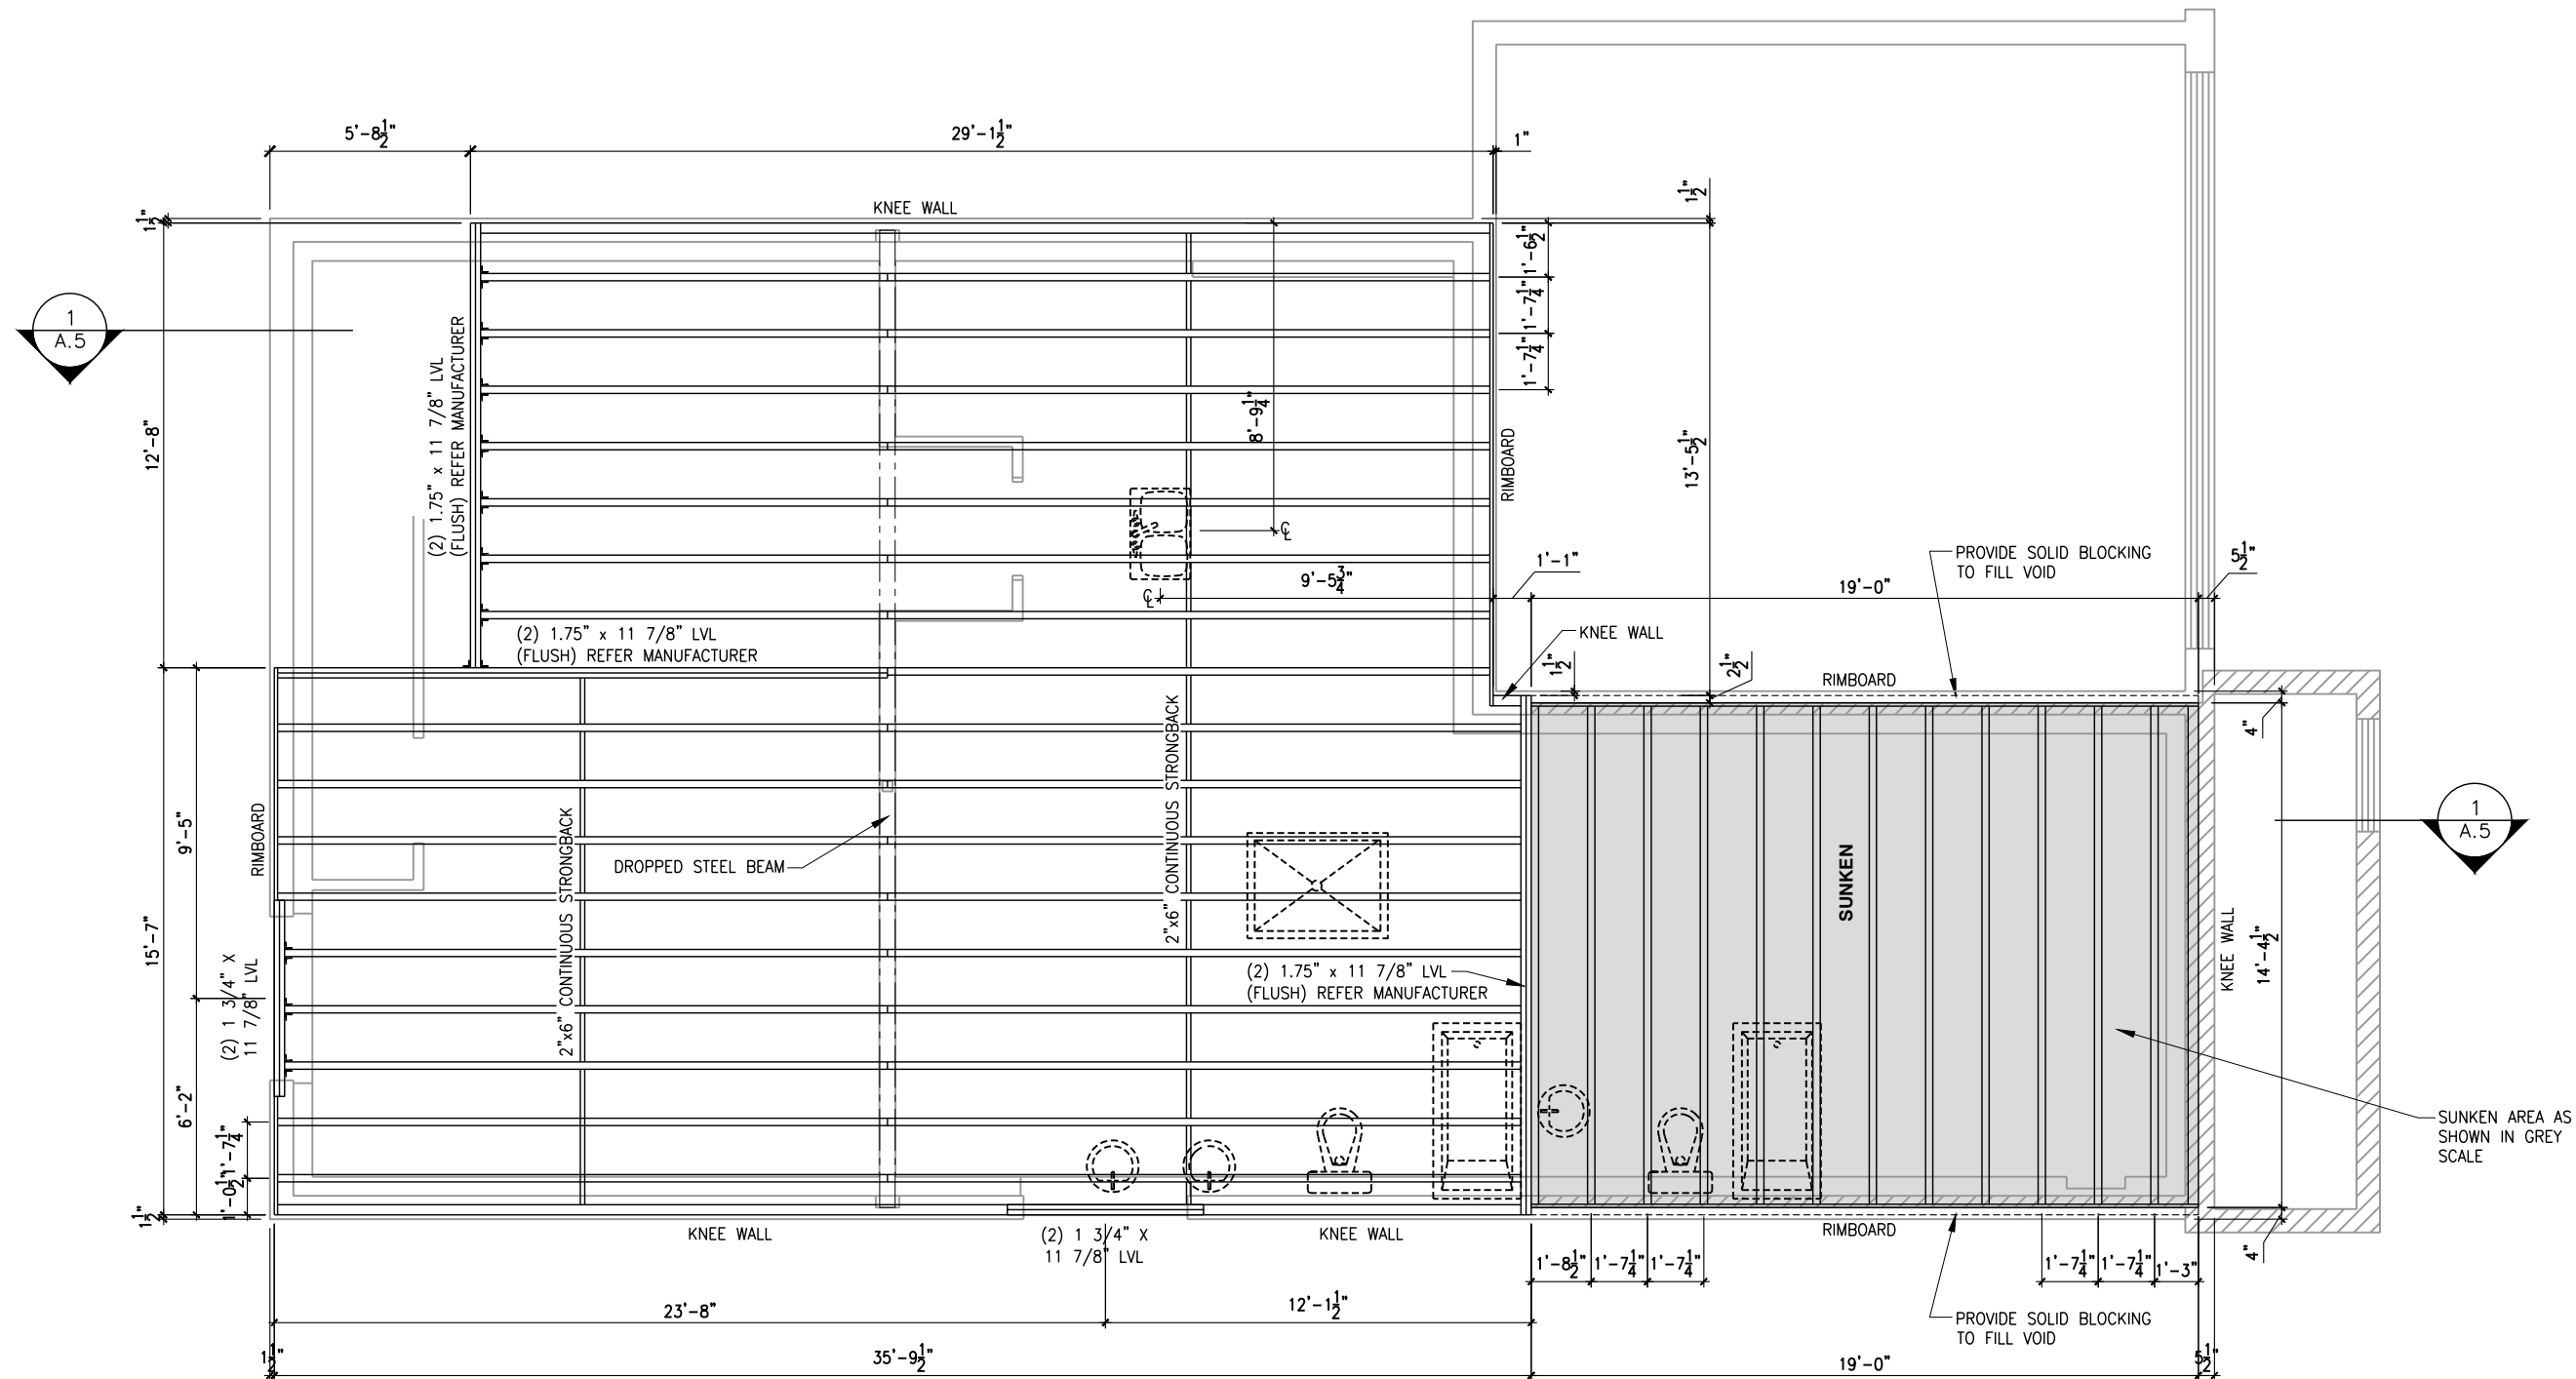 5'-8 1/2"
29'-1 1/2"
1"
1 1/2"
KNEE WALL
1 1/2"
1'-6 1/2"
1'-7 1/4"
1'-7 1/4"
1
A.5
(2) 1.75" x 11 7/8" LVL
(FLUSH) REFER MANUFACTURER
12'-8"
8'-9 1/4"
13'-5 1/2"
RIMBOARD
℄
℄
9'-5 3/4"
1'-1"
PROVIDE SOLID BLOCKING
TO FILL VOID
19'-0"
5 1/2"
(2) 1.75" x 11 7/8" LVL
(FLUSH) REFER MANUFACTURER
KNEE WALL
1 1/2"
2 1/2"
RIMBOARD
4"
RIMBOARD
9'-5"
15'-7"
2"x6" CONTINUOUS STRONGBACK
DROPPED STEEL BEAM
2"x6" CONTINUOUS STRONGBACK
SUNKEN
1
A.5
KNEE WALL
14'-4 1/2"
(2) 1 3/4" X
11 7/8" LVL
(2) 1.75" x 11 7/8" LVL
(FLUSH) REFER MANUFACTURER
6'-2"
1'-7 1/4"
1'-0 1/2"
1 1/2"
SUNKEN AREA AS
SHOWN IN GREY
SCALE
KNEE WALL
(2) 1 3/4" X
11 7/8" LVL
KNEE WALL
RIMBOARD
4"
1'-8 1/2"
1'-7 1/4"
1'-7 1/4"
1'-7 1/4"
1'-7 1/4"
1'-3"
23'-8"
12'-1 1/2"
PROVIDE SOLID BLOCKING
TO FILL VOID
1 1/2"
35'-9 1/2"
19'-0"
5 1/2"